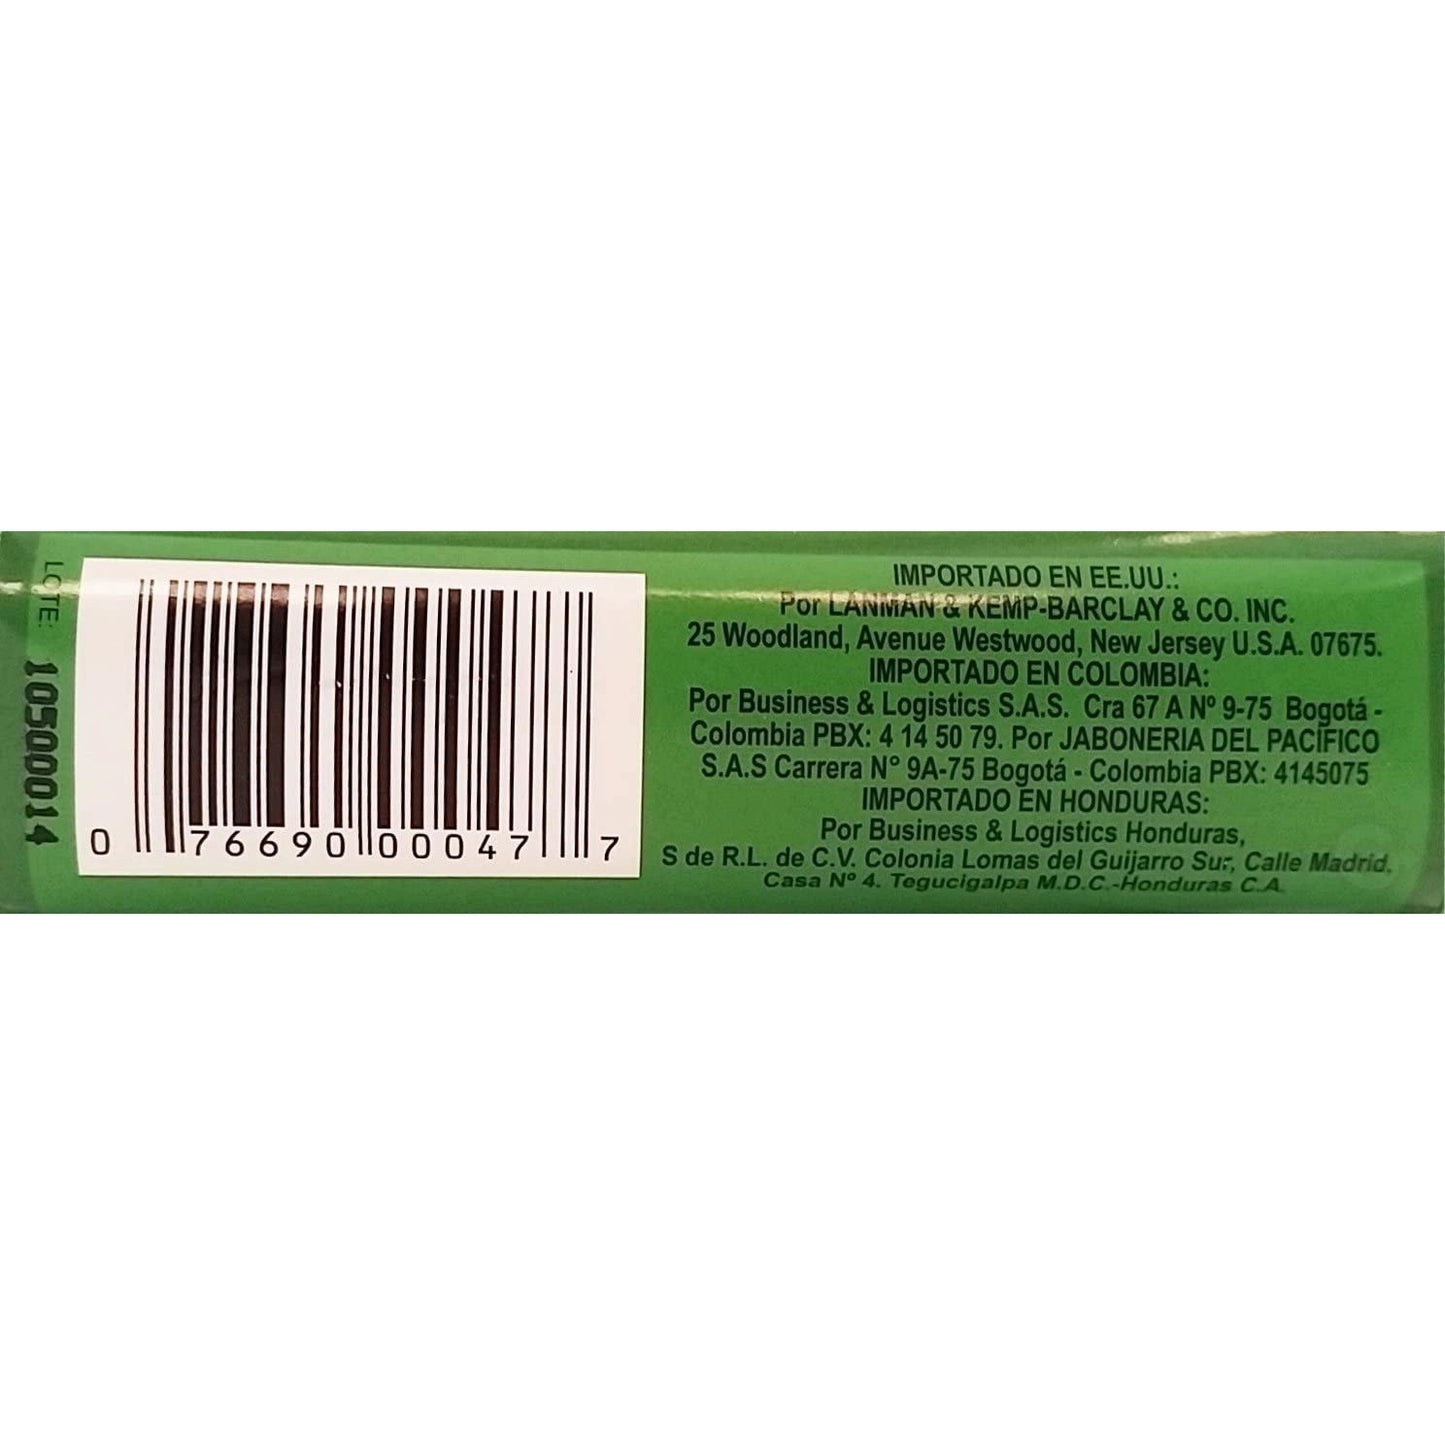 LOTE: 10500014
0 76690 00047 7
IMPORTADO EN EE.UU.:
Por LANMAN & KEMP-BARCLAY & CO. INC.
25 Woodland, Avenue Westwood, New Jersey U.S.A. 07675.
IMPORTADO EN COLOMBIA:
Por Business & Logistics S.A.S. Cra 67 A Nº 9-75 Bogotá -
Colombia PBX: 4 14 50 79. Por JABONERIA DEL PACÍFICO
S.A.S Carrera N° 9A-75 Bogotá - Colombia PBX: 4145075
IMPORTADO EN HONDURAS:
Por Business & Logistics Honduras,
S de R.L. de C.V. Colonia Lomas del Guijarro Sur, Calle Madrid,
Casa Nº 4. Tegucigalpa M.D.C.-Honduras C.A.